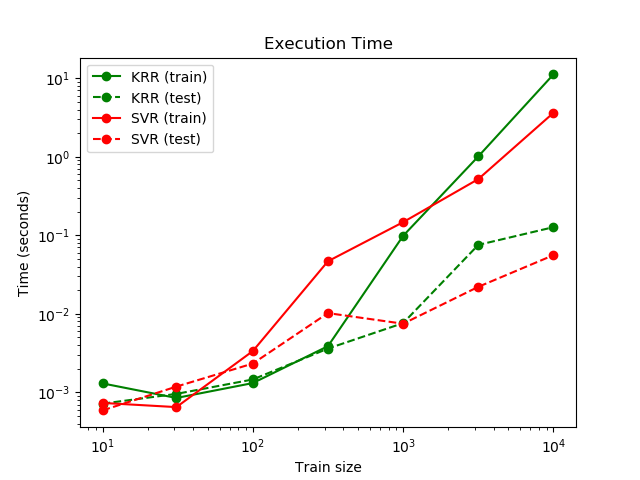 Execution Time
KRR (train)
KRR (test)
SVR (train)
SVR (test)
10¹
10⁰
10⁻¹
10⁻²
10⁻³
Time (seconds)
10¹ 10² 10³ 10⁴
Train size